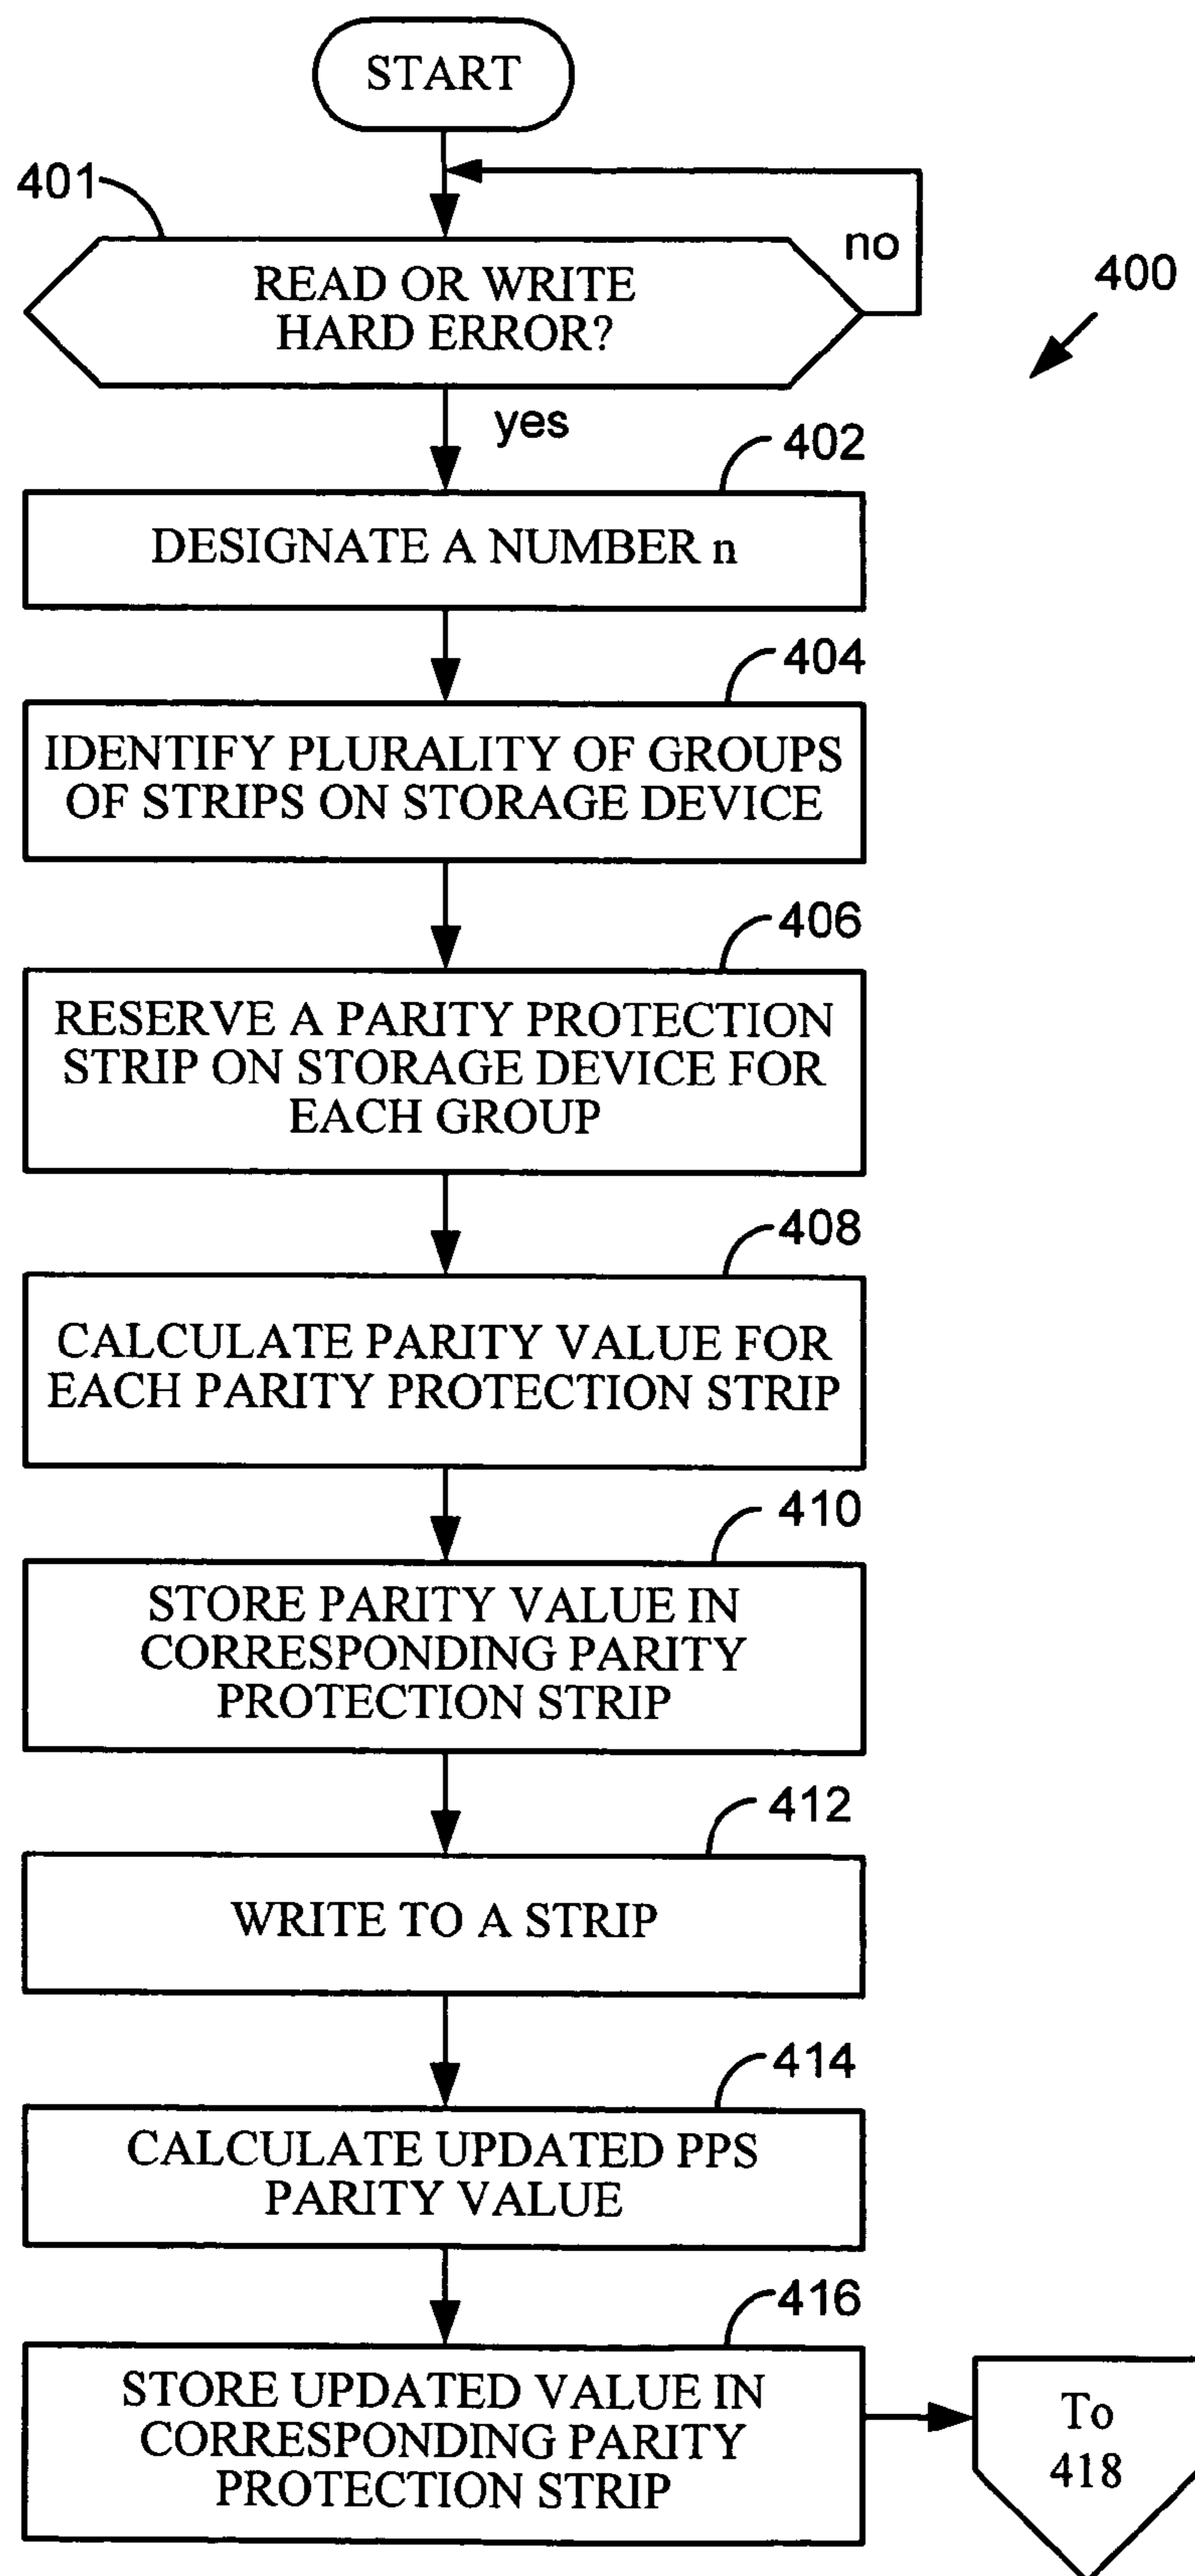 START
401
READ OR WRITE
HARD ERROR?
no
400
yes
402
DESIGNATE A NUMBER n
404
IDENTIFY PLURALITY OF GROUPS
OF STRIPS ON STORAGE DEVICE
406
RESERVE A PARITY PROTECTION
STRIP ON STORAGE DEVICE FOR
EACH GROUP
408
CALCULATE PARITY VALUE FOR
EACH PARITY PROTECTION STRIP
410
STORE PARITY VALUE IN
CORRESPONDING PARITY
PROTECTION STRIP
412
WRITE TO A STRIP
414
CALCULATE UPDATED PPS
PARITY VALUE
416
STORE UPDATED VALUE IN
CORRESPONDING PARITY
PROTECTION STRIP
To
418